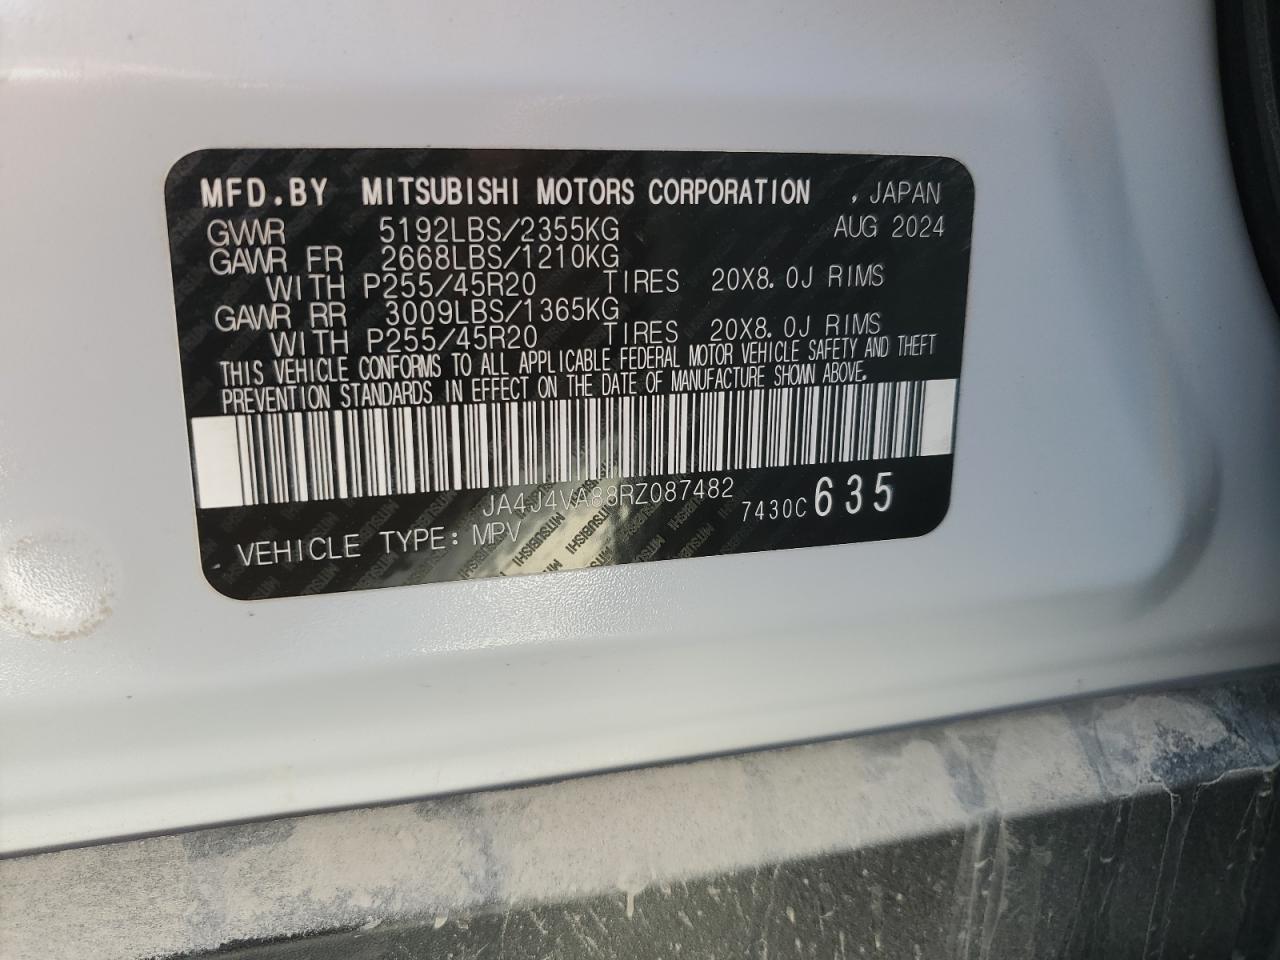 MFD.BY MITSUBISHI MOTORS CORPORATION , JAPAN
GVWR 5192LBS/2355KG AUG 2024
GAWR FR 2668LBS/1210KG
WITH P255/45R20 TIRES 20X8.0J RIMS
GAWR RR 3009LBS/1365KG
WITH P255/45R20 TIRES 20X8.0J RIMS
THIS VEHICLE CONFORMS TO ALL APPLICABLE FEDERAL MOTOR VEHICLE SAFETY AND THEFT
PREVENTION STANDARDS IN EFFECT ON THE DATE OF MANUFACTURE SHOWN ABOVE.
JA4J4VA88RZ087482
7430C 635
VEHICLE TYPE: MPV